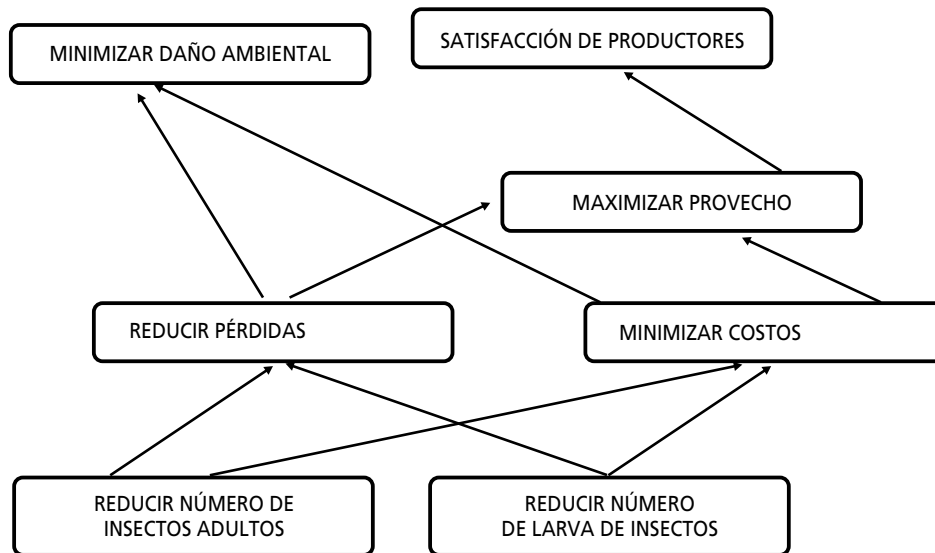 MINIMIZAR DAÑO AMBIENTAL
SATISFACCIÓN DE PRODUCTORES
MAXIMIZAR PROVECHO
REDUCIR PÉRDIDAS
MINIMIZAR COSTOS
REDUCIR NÚMERO DE
INSECTOS ADULTOS
REDUCIR NÚMERO
DE LARVA DE INSECTOS